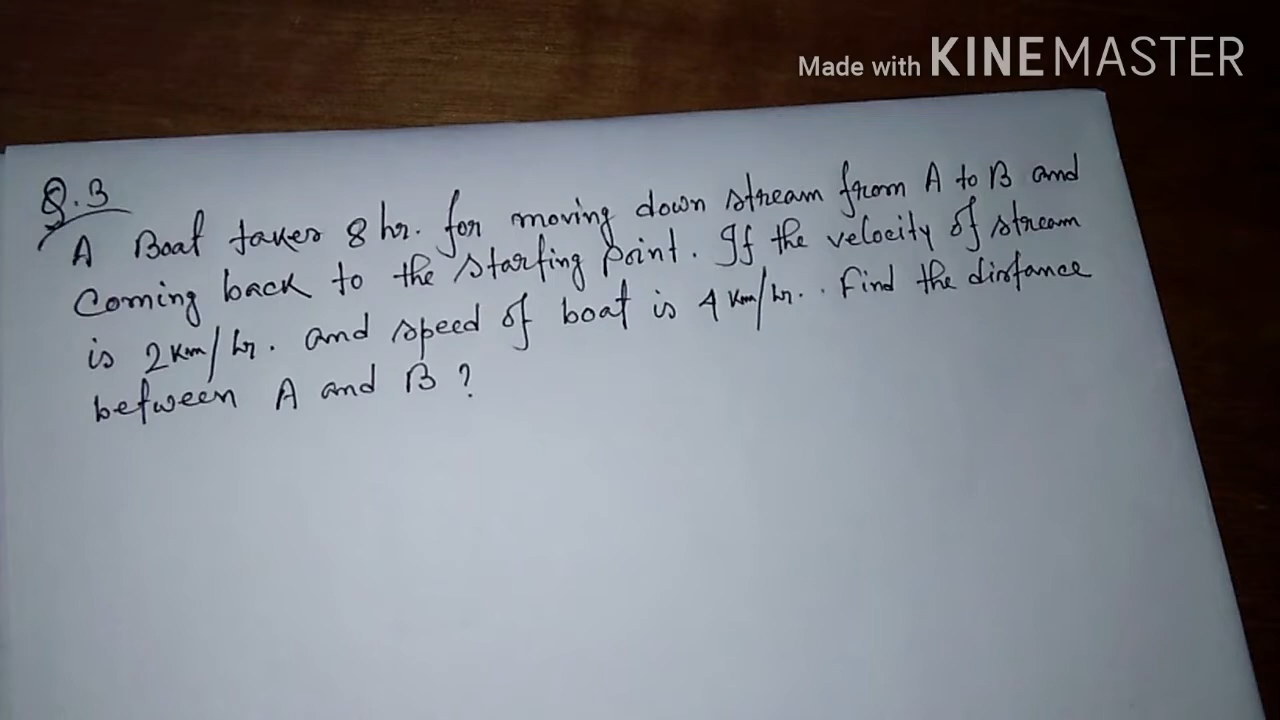 Made with KINEMASTER
Q.3
A Boat takes 8 hr. for moving down stream from A to B and
Coming back to the starting point. If the velocity of stream
is 2 Km/hr. and speed of boat is 4 Km/hr.. Find the distance
between A and B ?